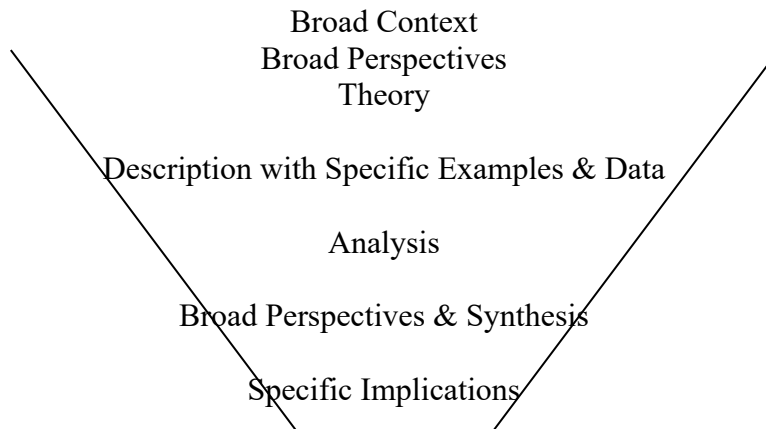 Broad Context
Broad Perspectives
Theory
Description with Specific Examples & Data
Analysis
Broad Perspectives & Synthesis
Specific Implications